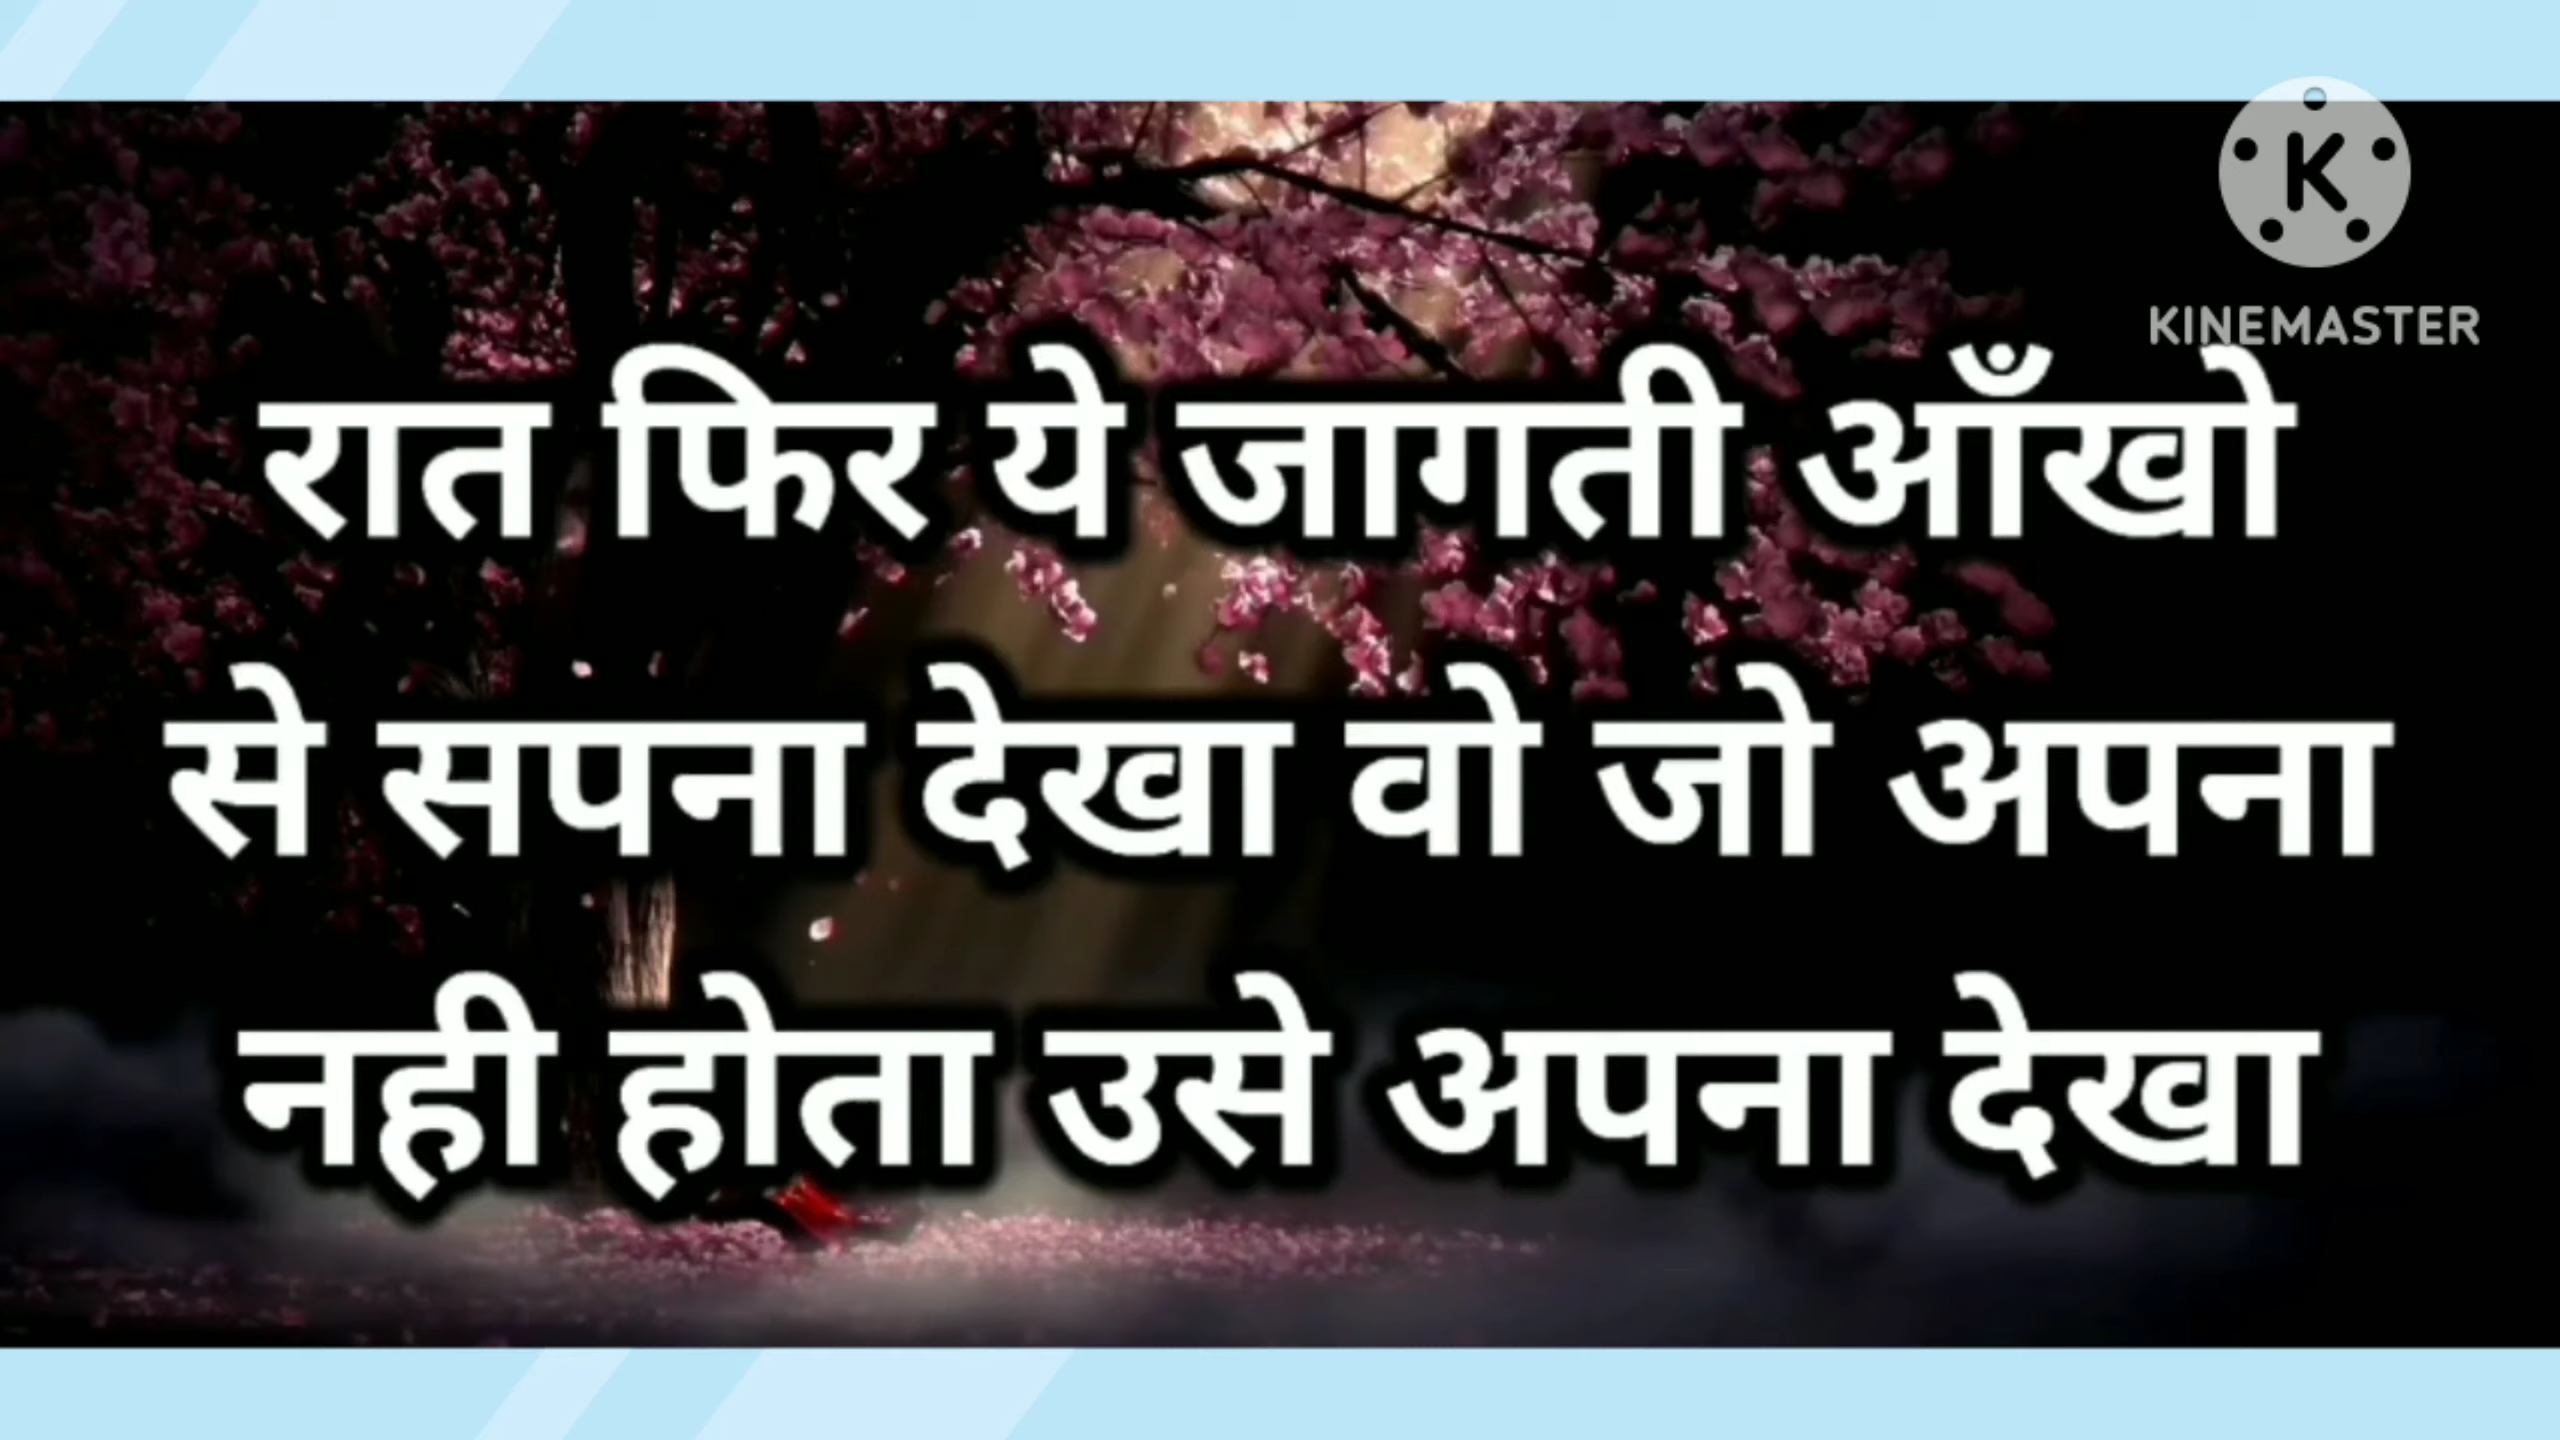 KINEMASTER
रात फिर ये जागती आँखो
से सपना देखा वो जो अपना
नही होता उसे अपना देखा